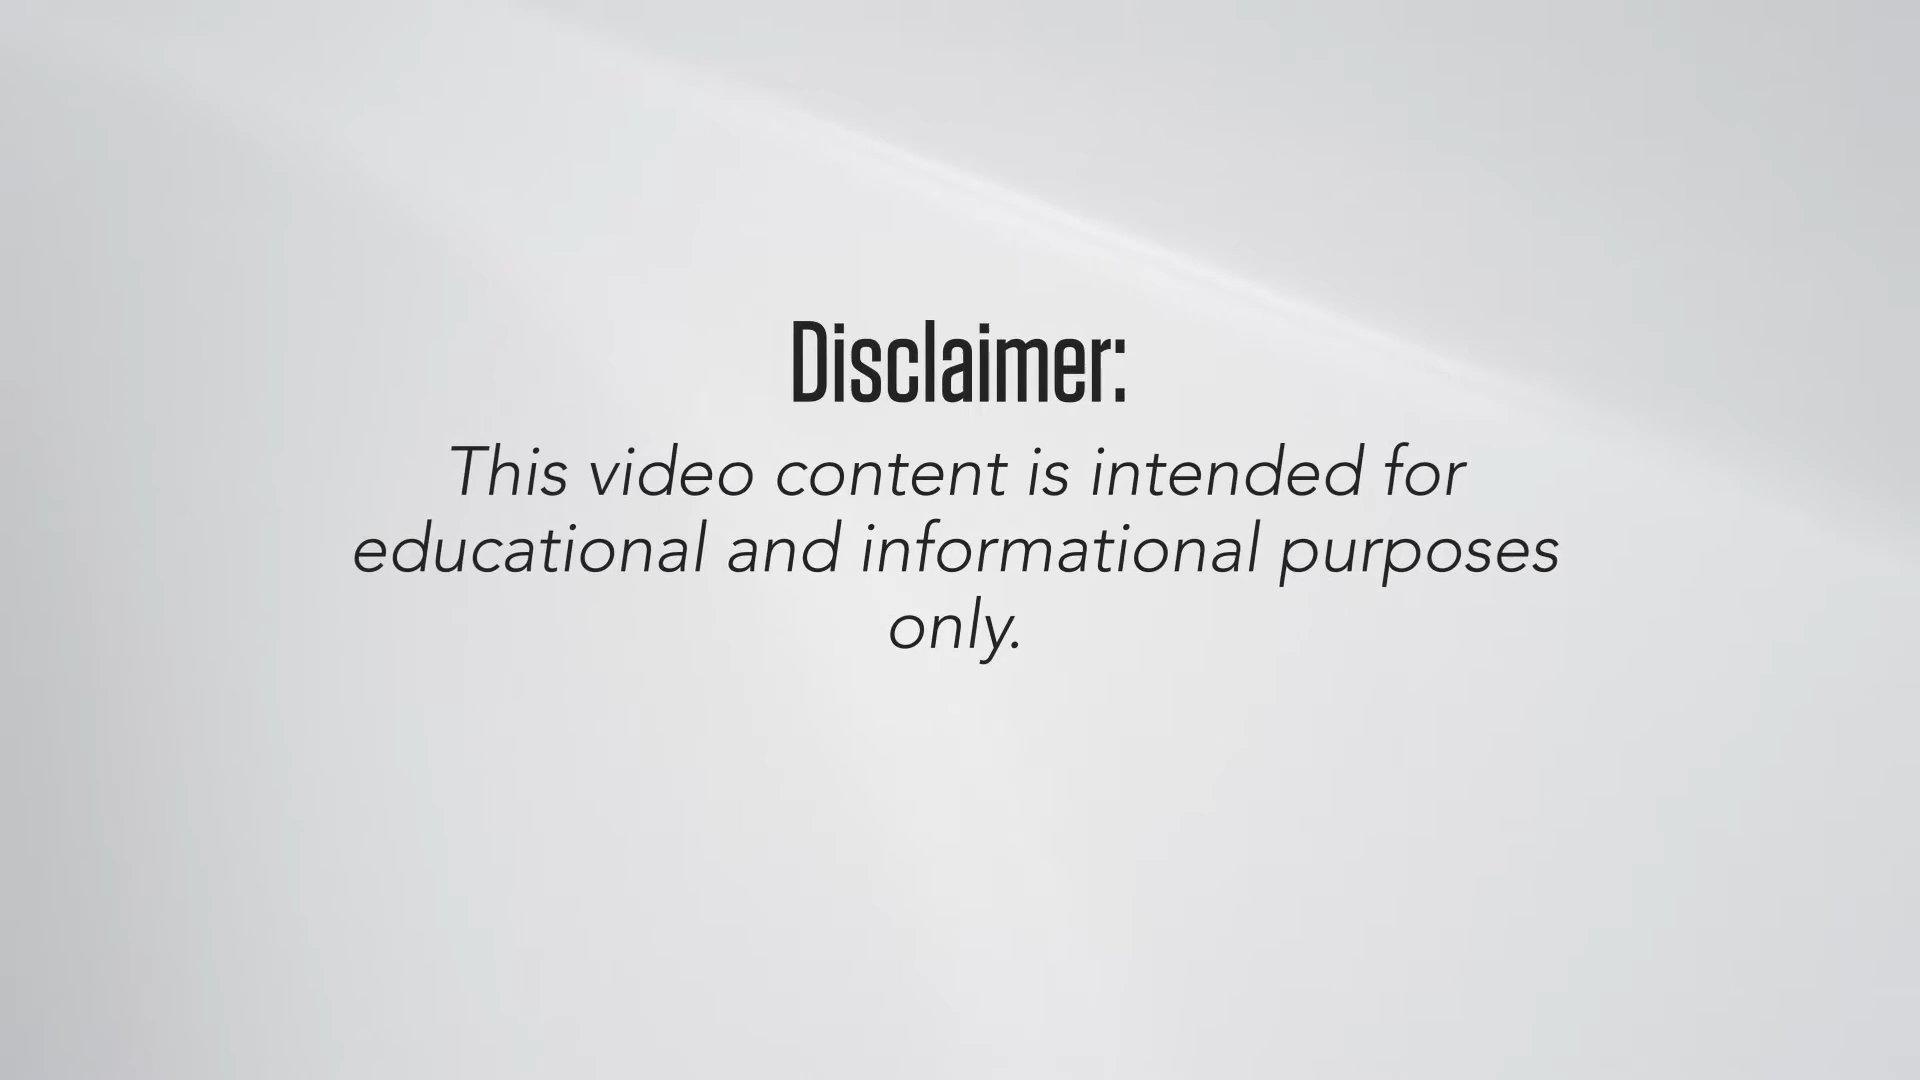 Disclaimer:
This video content is intended for
educational and informational purposes
only.